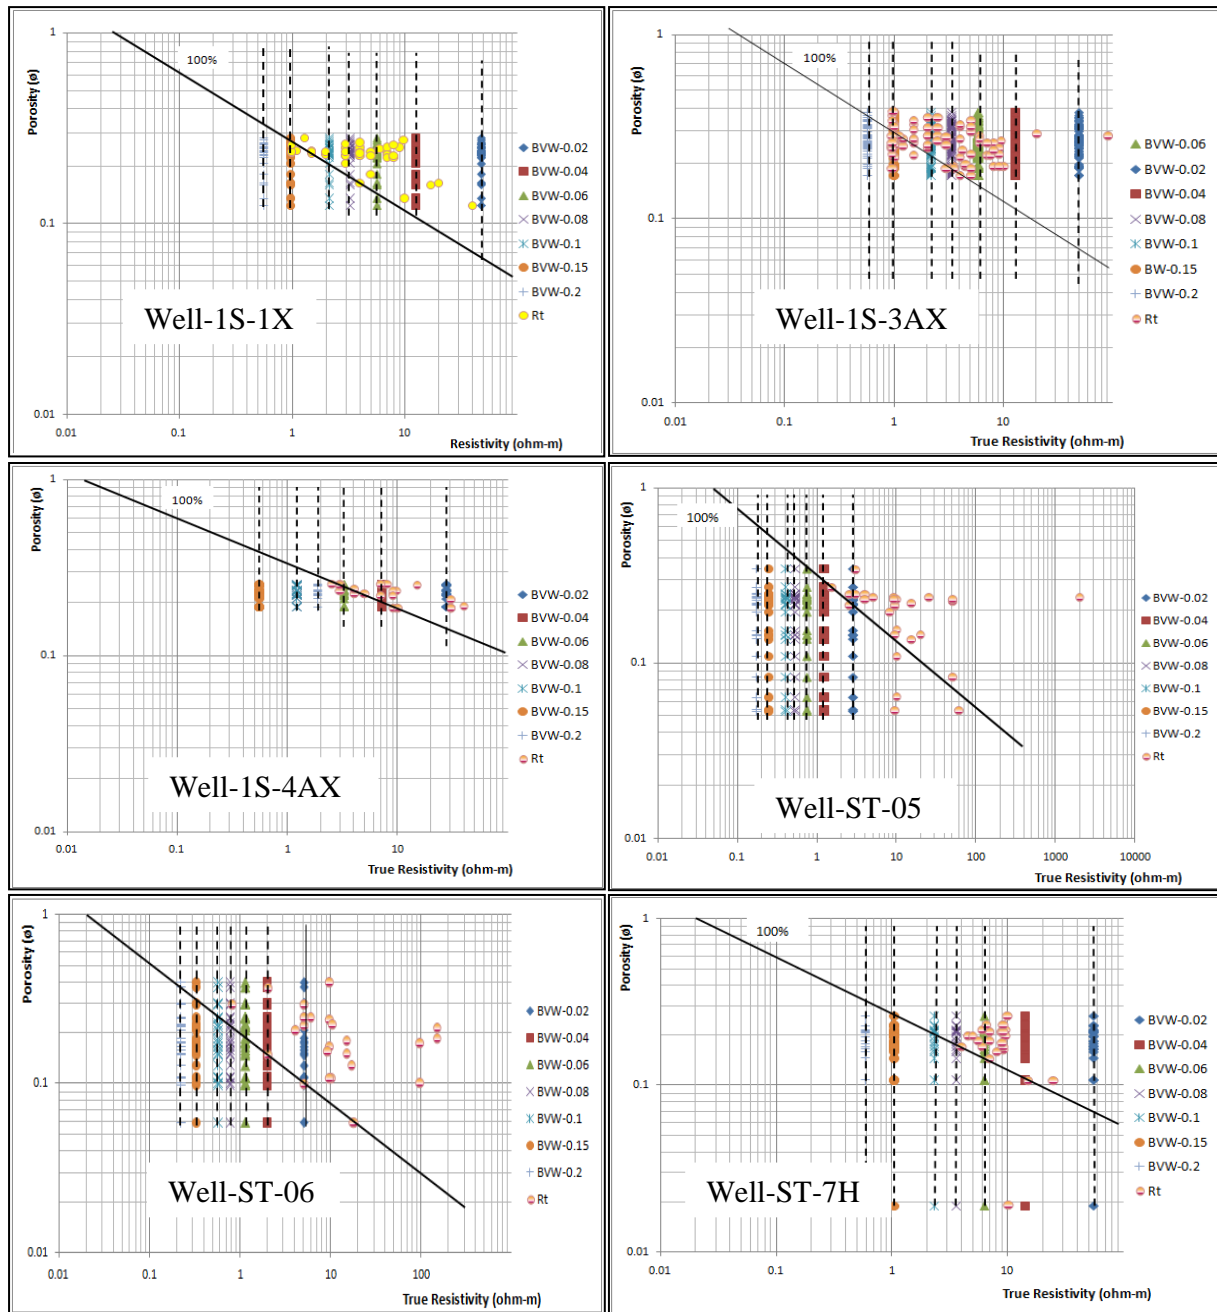 1
Porosity (ø)
100%
BVW-0.02
BVW-0.04
BVW-0.06
BVW-0.08
BVW-0.1
BVW-0.15
BVW-0.2
Rt
Well-1S-1X
0.1
0.01
0.01
0.1
1
10
Resistivity (ohm-m)
1
Porosity (ø)
100%
BVW-0.06
BVW-0.02
BVW-0.04
BVW-0.08
BVW-0.1
BW-0.15
BVW-0.2
Rt
Well-1S-3AX
0.1
0.01
0.01
0.1
1
10
True Resistivity (ohm-m)
1
Porosity (ø)
100%
BVW-0.02
BVW-0.04
BVW-0.06
BVW-0.08
BVW-0.1
BVW-0.15
BVW-0.2
Rt
Well-1S-4AX
0.1
0.01
0.01
0.1
1
10
True Resistivity (ohm-m)
1
Porosity (ø)
100%
BVW-0.02
BVW-0.04
BVW-0.06
BVW-0.08
BVW-0.1
BVW-0.15
BVW-0.2
Rt
Well-ST-05
0.1
0.01
0.01
0.1
1
10
100
1000
10000
True Resistivity (ohm-m)
1
Porosity (ø)
BVW-0.02
BVW-0.04
BVW-0.06
BVW-0.08
BVW-0.1
BVW-0.15
BVW-0.2
Rt
Well-ST-06
0.1
0.01
0.01
0.1
1
10
100
True Resistivity (ohm-m)
1
Porosity (ø)
100%
BVW-0.02
BVW-0.04
BVW-0.06
BVW-0.08
BVW-0.1
BVW-0.15
BVW-0.2
Rt
Well-ST-7H
0.1
0.01
0.01
0.1
1
10
True Resistivity (ohm-m)